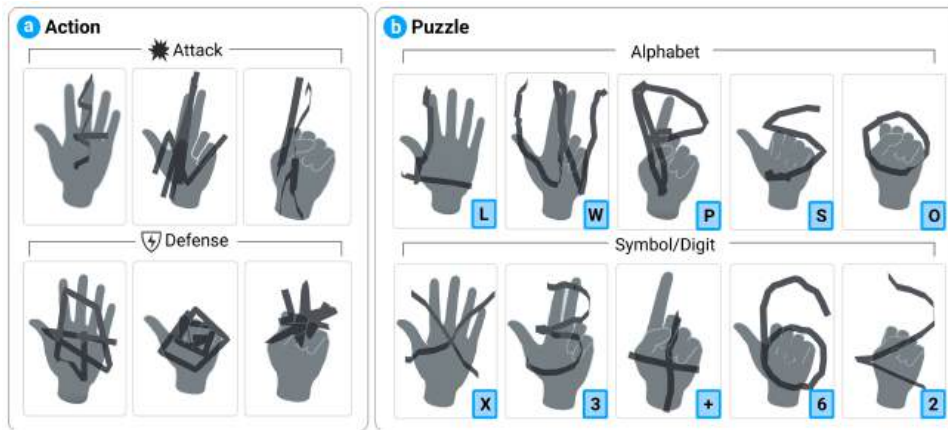 a Action
Attack
Defense
b Puzzle
Alphabet
L
W
P
S
O
Symbol/Digit
X
3
+
6
2